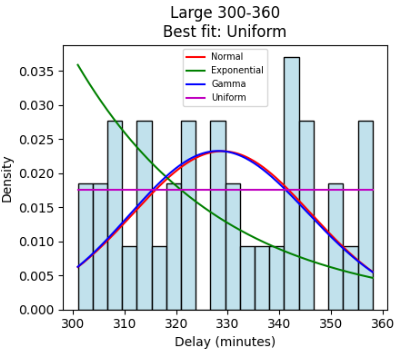 Large 300-360
Best fit: Uniform
Normal
Exponential
Gamma
Uniform
Density
0.035
0.030
0.025
0.020
0.015
0.010
0.005
0.000
300 310 320 330 340 350 360
Delay (minutes)